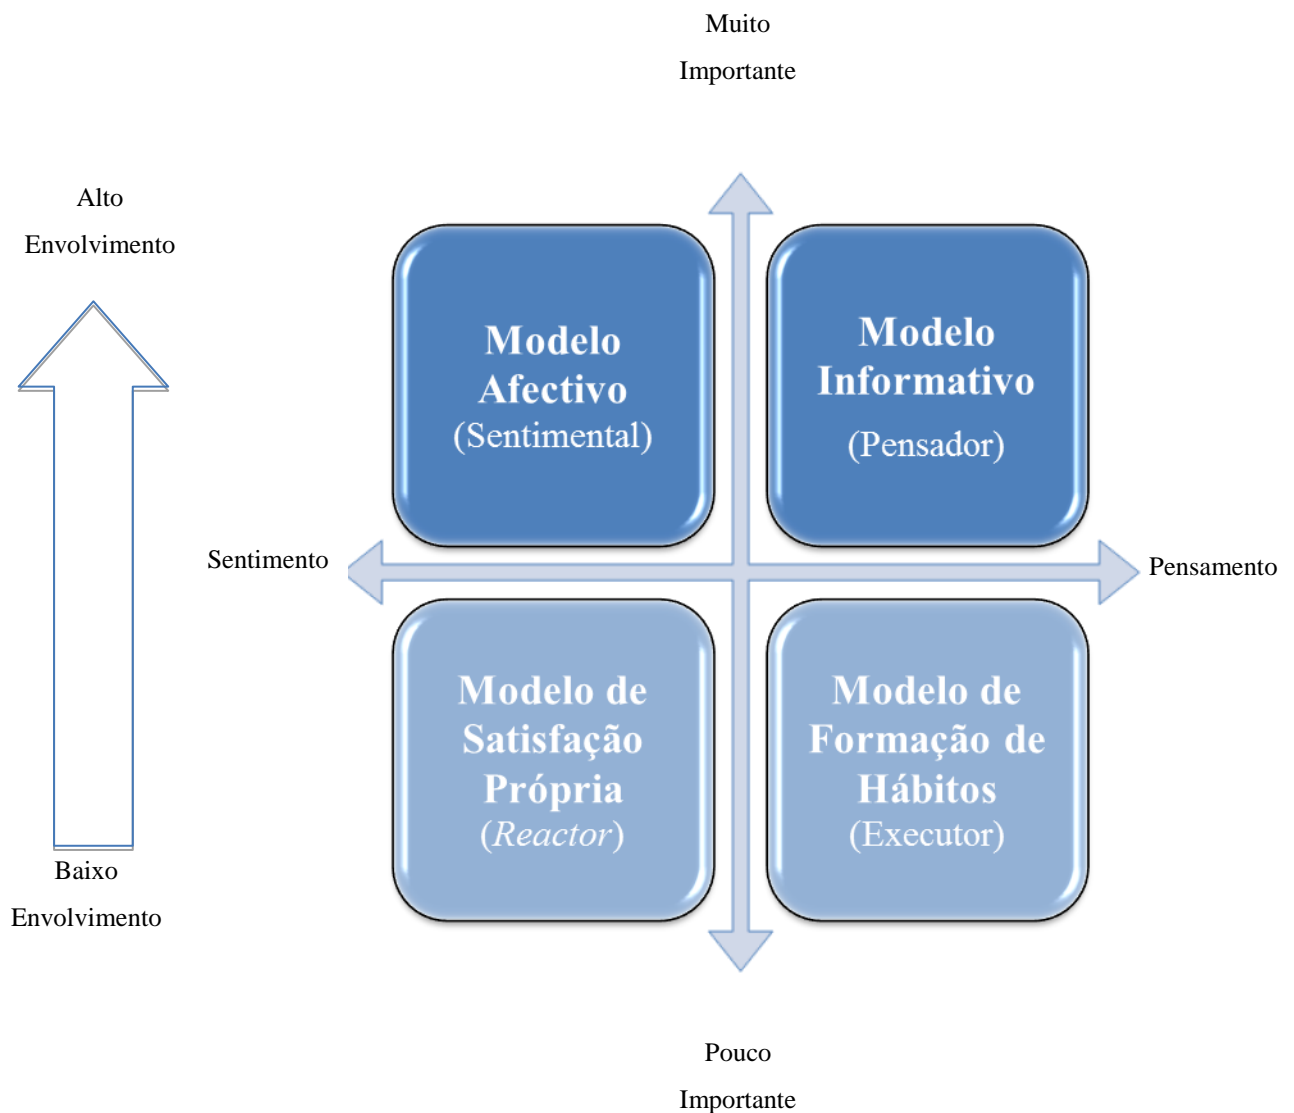 Muito
Importante
Alto
Envolvimento
Modelo
Afectivo
(Sentimental)
Modelo
Informativo
(Pensador)
Sentimento
Pensamento
Modelo de
Satisfação
Própria
(Reactor)
Modelo de
Formação de
Hábitos
(Executor)
Baixo
Envolvimento
Pouco
Importante